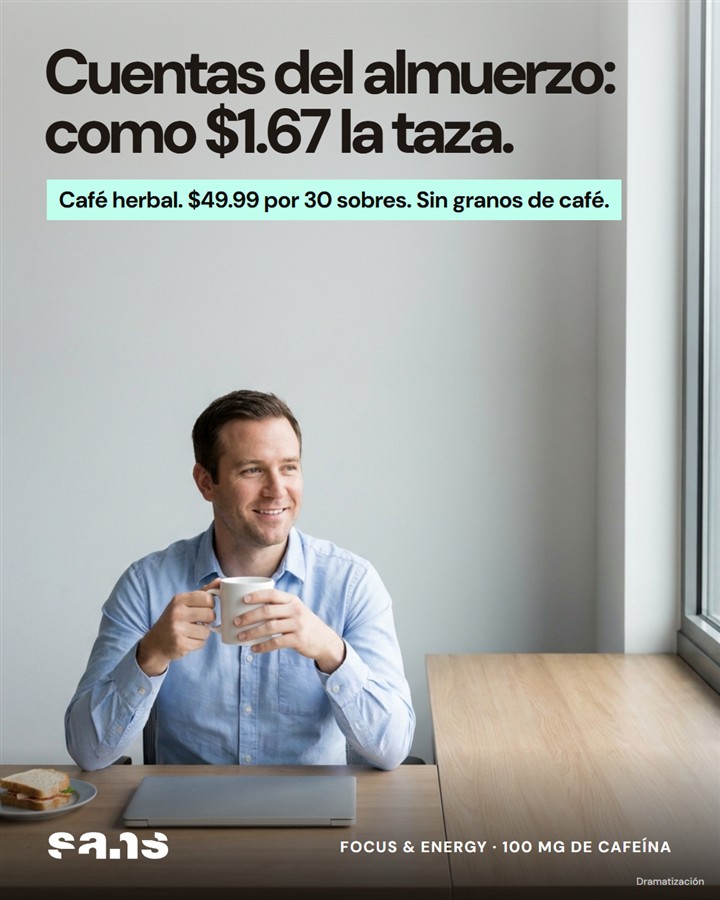 Cuentas del almuerzo:
como $1.67 la taza.
Café herbal. $49.99 por 30 sobres. Sin granos de café.
sans
FOCUS & ENERGY · 100 MG DE CAFEÍNA
Dramatización